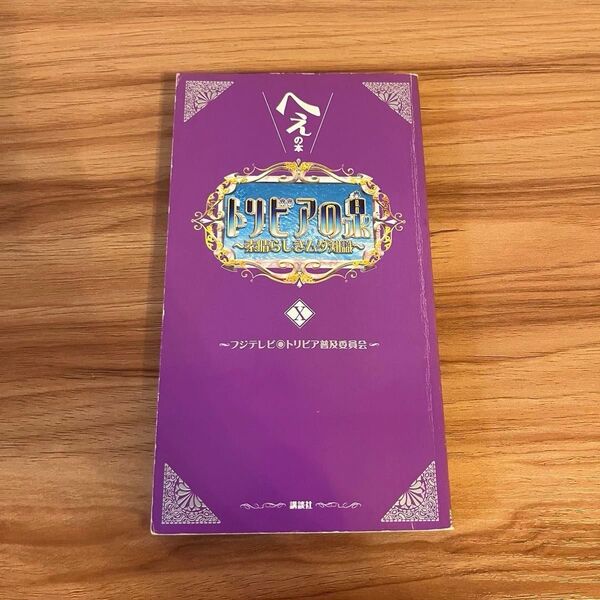 へぇの本
トリビアの泉
～素晴らしきムダ知識～
X
～フジテレビ◉トリビア普及委員会～
講談社